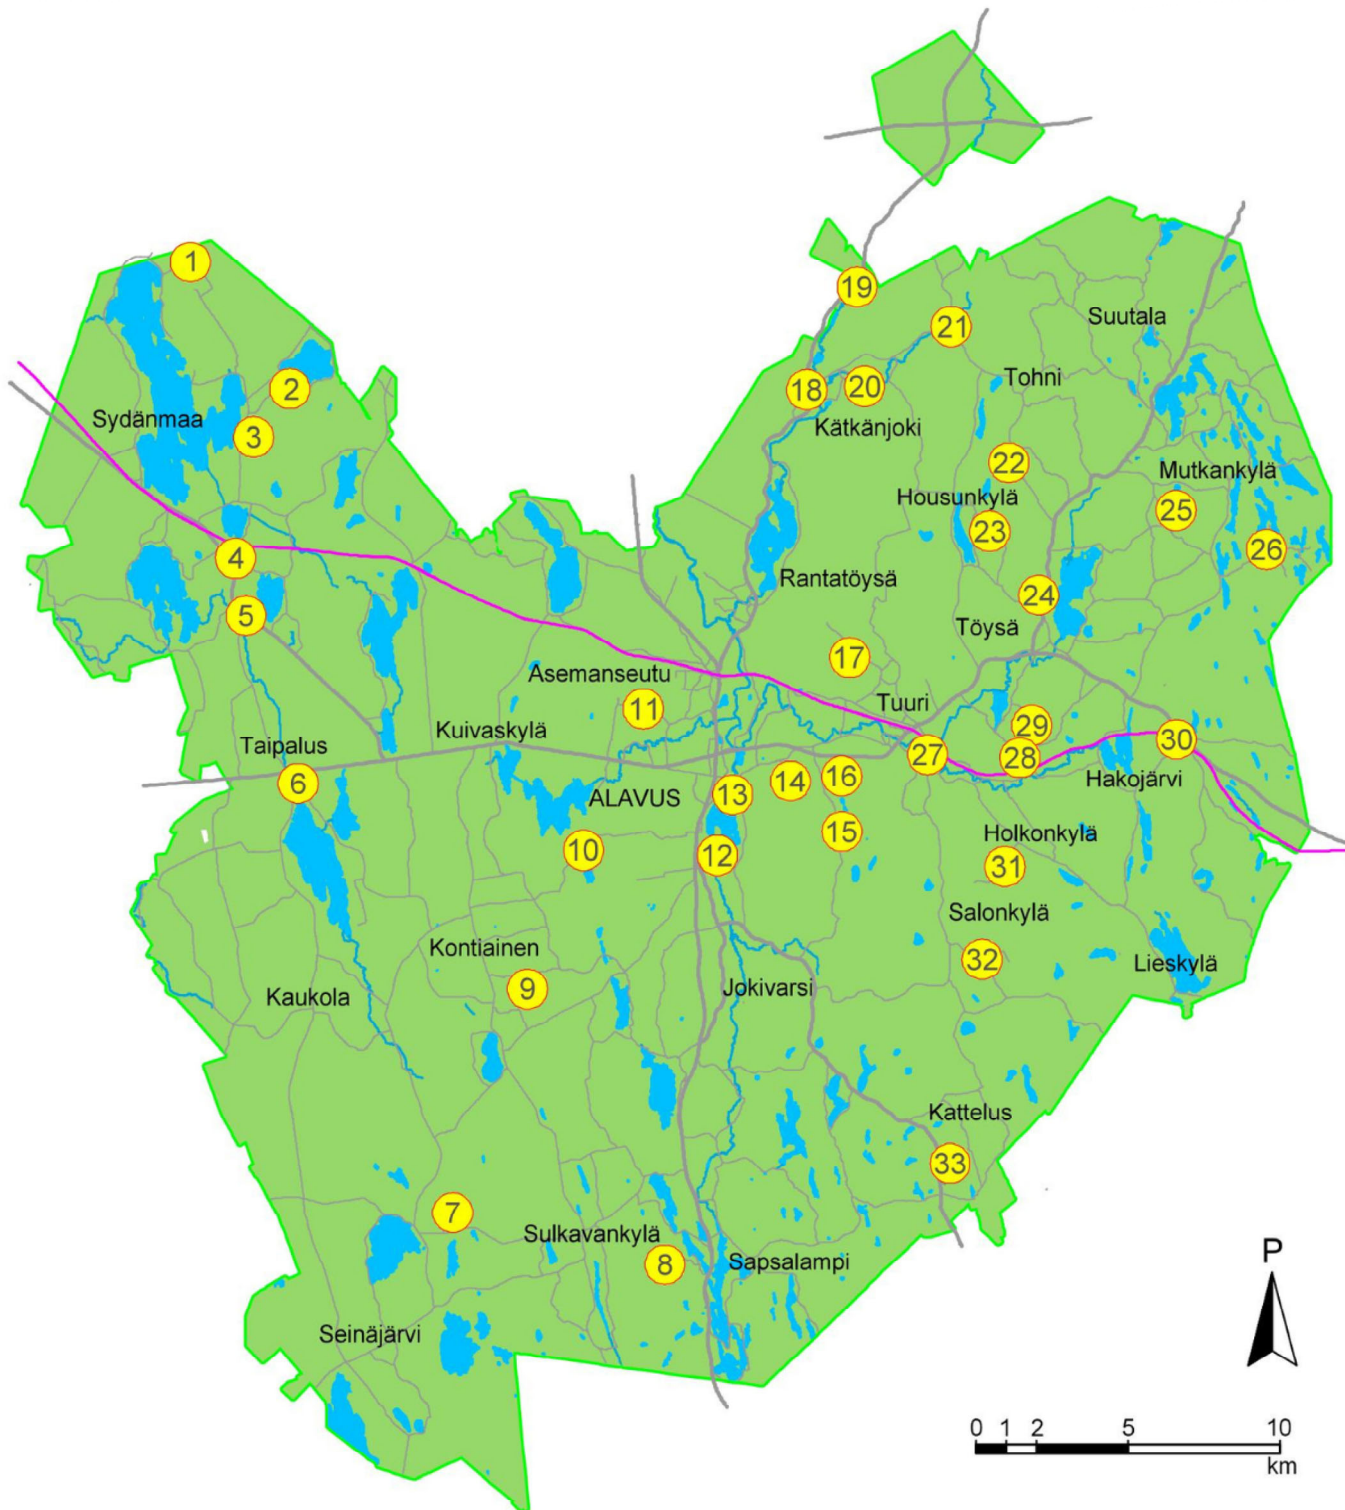 1
19
21
Suutala
2
Tohni
18
20
Sydänmaa
3
Kätkänjoki
22
Mutkankylä
Housunkylä
25
23
26
4
Rantatöysä
24
5
Töysä
17
Asemanseutu
11
Tuuri
Kuivaskylä
29
Taipalus
27
28
30
6
14
16
Hakojärvi
ALAVUS
13
15
Holkonkylä
10
12
31
Salonkylä
Kontiainen
32
Lieskylä
9
Jokivarsi
Kaukola
Kattelus
33
7
Sulkavankylä
8
Sapsalampi
P
Seinäjärvi
0 1 2 5 10
km